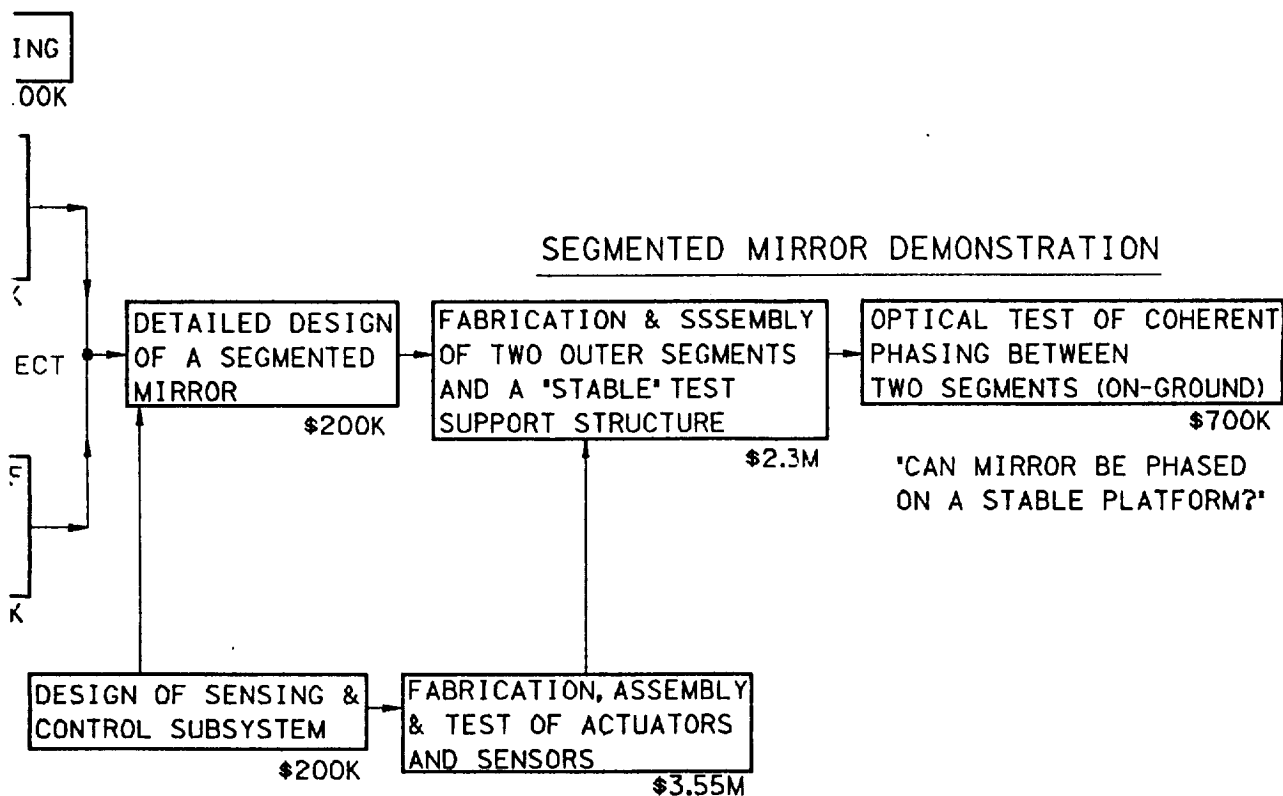 ING
.00K
SEGMENTED MIRROR DEMONSTRATION
DETAILED DESIGN
OF A SEGMENTED
MIRROR
$200K
FABRICATION & SSSEMBLY
OF TWO OUTER SEGMENTS
AND A "STABLE" TEST
SUPPORT STRUCTURE
$2.3M
OPTICAL TEST OF COHERENT
PHASING BETWEEN
TWO SEGMENTS (ON-GROUND)
$700K
"CAN MIRROR BE PHASED
ON A STABLE PLATFORM?"
ECT
K
DESIGN OF SENSING &
CONTROL SUBSYSTEM
$200K
FABRICATION, ASSEMBLY
& TEST OF ACTUATORS
AND SENSORS
$3.55M